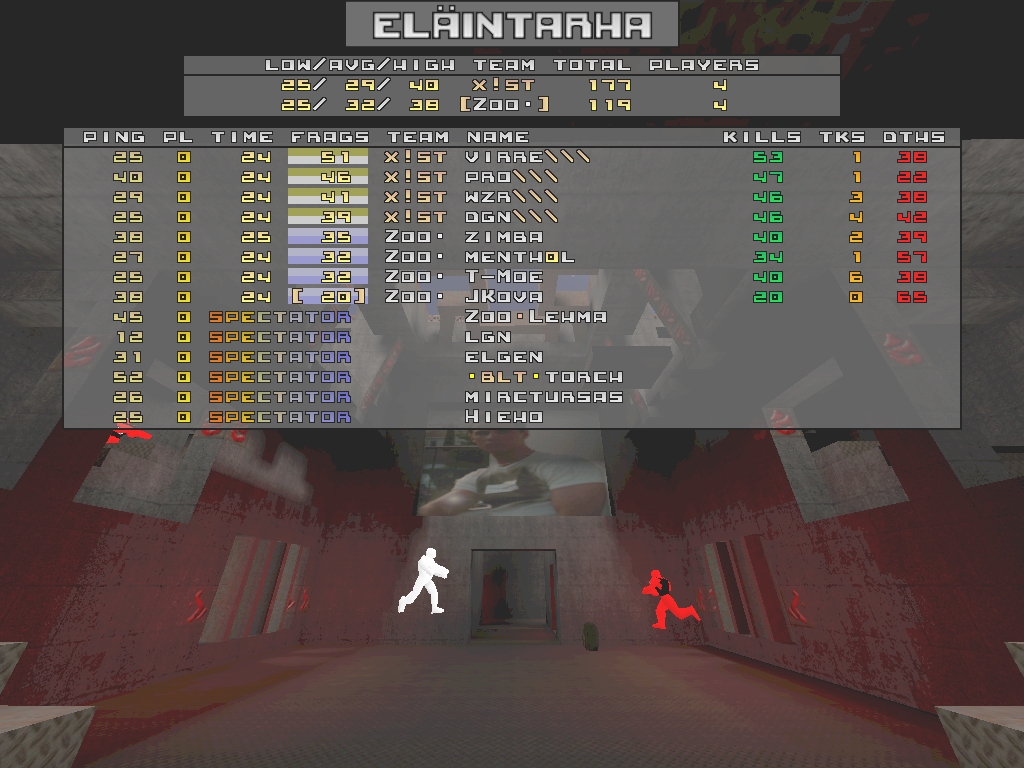 ELÄINTARHA
LOW/AVG/HIGH TEAM TOTAL PLAYERS
25/ 29/ 40 X!ST 177 4
25/ 32/ 38 [ZOO·] 119 4
PING PL TIME FRAGS TEAM NAME KILLS TKS DTHS
25 0 24 51 X!ST VIRRE\\\ 53 1 38
40 0 24 46 X!ST PRO\\\ 47 1 22
29 0 24 41 X!ST WZA\\\ 46 3 38
25 0 24 39 X!ST DGN\\\ 46 4 42
38 0 25 35 ZOO· ZIMBA 40 2 39
27 0 24 32 ZOO· MENTHOL 34 1 57
25 0 24 32 ZOO· T-MOE 40 6 38
38 0 24 [ 20] ZOO· JKOVA 20 0 65
45 0 SPECTATOR ZOO·LEHMA
12 0 SPECTATOR LGN
31 0 SPECTATOR ELGEN
52 0 SPECTATOR ·BLT·TORCH
26 0 SPECTATOR MIRCTURSAS
25 0 SPECTATOR HIEHO